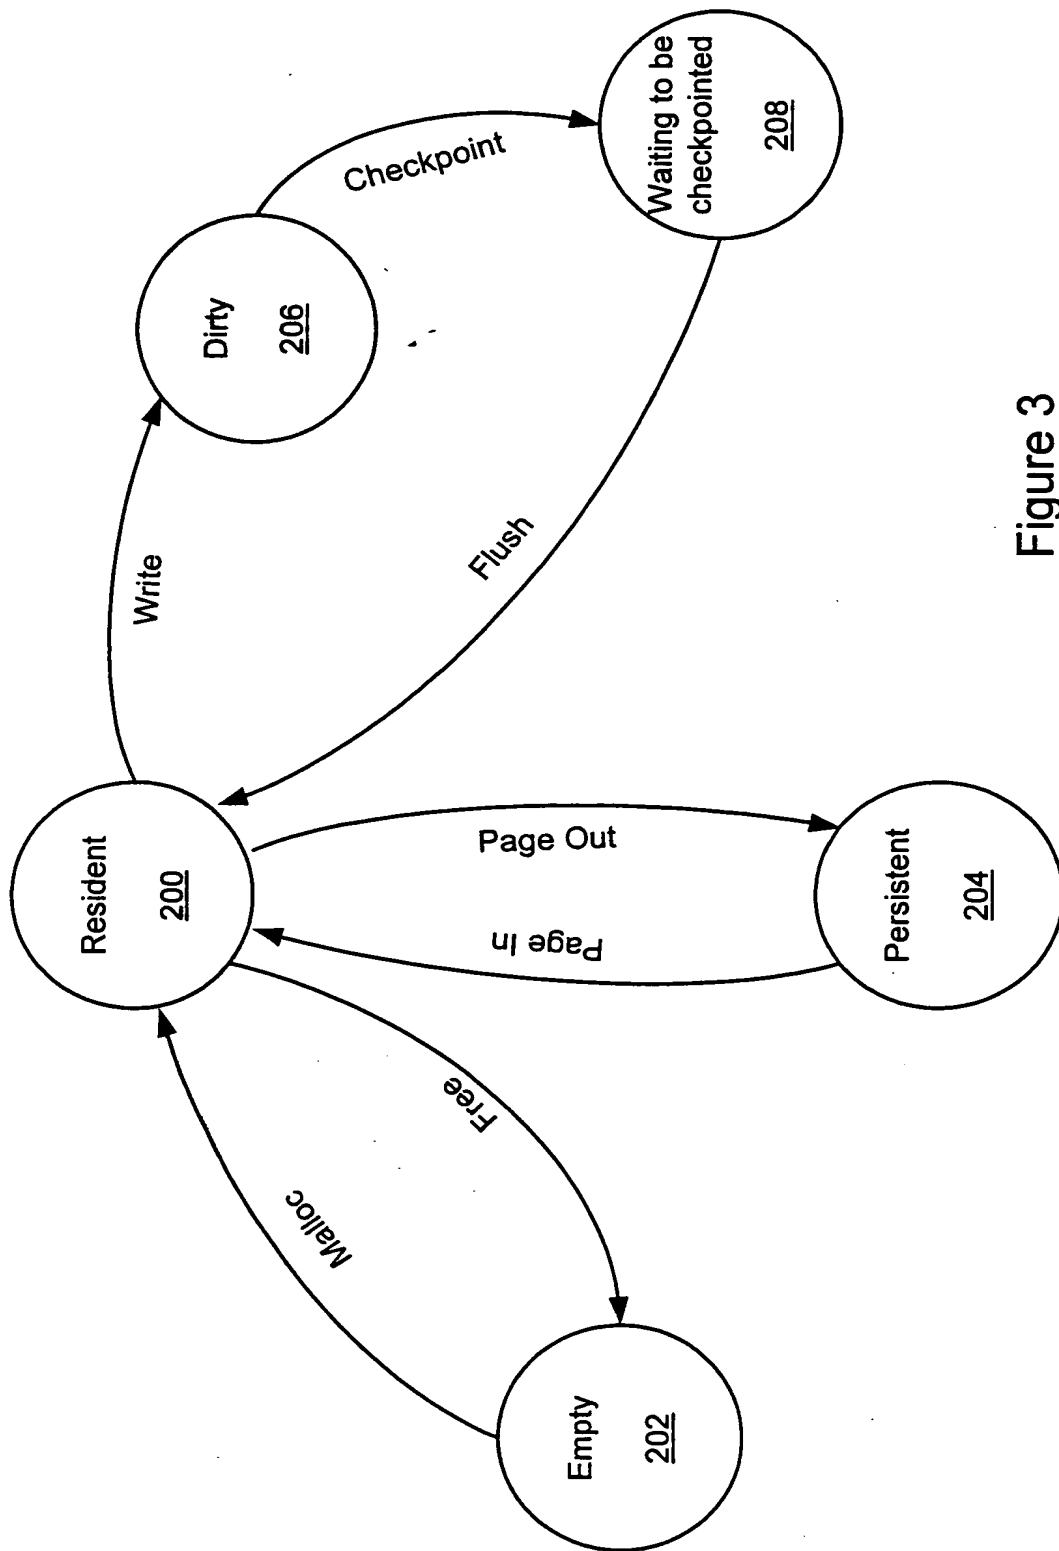 Resident
200
Write
Dirty
206
Checkpoint
Waiting to be
checkpointed
208
Flush
Page Out
Page In
Persistent
204
Free
Malloc
Empty
202
Figure 3